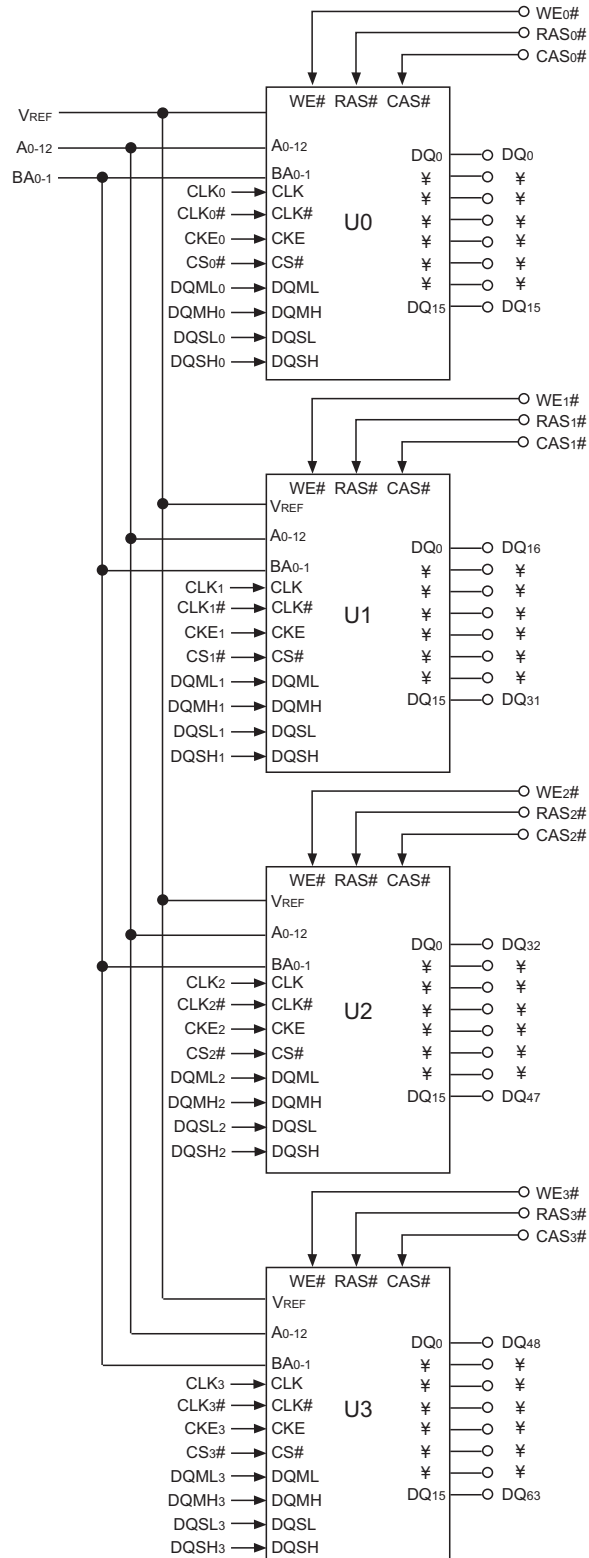 WE0#
RAS0#
CAS0#
WE# RAS# CAS#
VREF
A0-12 A0-12
BA0-1 BA0-1
DQ0 DQ0
CLK0 CLK ¥ ¥
CLK0# CLK# ¥ ¥
U0
¥ ¥
CKE0 CKE ¥ ¥
CS0# CS# ¥ ¥
DQML0 DQML ¥ ¥
DQMH0 DQMH DQ15 DQ15
DQSL0 DQSL
DQSH0 DQSH
WE1#
RAS1#
CAS1#
WE# RAS# CAS#
VREF
A0-12
DQ0 DQ16
BA0-1 ¥ ¥
CLK1 CLK ¥ ¥
CLK1# CLK# ¥ ¥
U1
CKE1 CKE ¥ ¥
CS1# CS# ¥ ¥
DQML1 DQML ¥ ¥
DQMH1 DQMH DQ15 DQ31
DQSL1 DQSL
DQSH1 DQSH
WE2#
RAS2#
CAS2#
WE# RAS# CAS#
VREF
A0-12
DQ0 DQ32
BA0-1 ¥ ¥
CLK2 CLK ¥ ¥
CLK2# CLK# ¥ ¥
U2
CKE2 CKE ¥ ¥
CS2# CS# ¥ ¥
DQML2 DQML ¥ ¥
DQMH2 DQMH DQ15 DQ47
DQSL2 DQSL
DQSH2 DQSH
WE3#
RAS3#
CAS3#
WE# RAS# CAS#
VREF
A0-12
DQ0 DQ48
BA0-1 ¥ ¥
CLK3 CLK ¥ ¥
CLK3# CLK# ¥ ¥
U3
CKE3 CKE ¥ ¥
CS3# CS# ¥ ¥
DQML3 DQML ¥ ¥
DQMH3 DQMH DQ15 DQ63
DQSL3 DQSL
DQSH3 DQSH